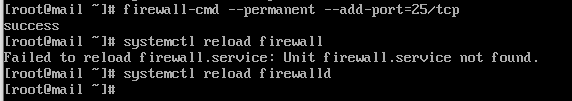 [root@mail ~]# firewall-cmd --permanent --add-port=25/tcp
success
[root@mail ~]# systemctl reload firewall
Failed to reload firewall.service: Unit firewall.service not found.
[root@mail ~]# systemctl reload firewalld
[root@mail ~]#